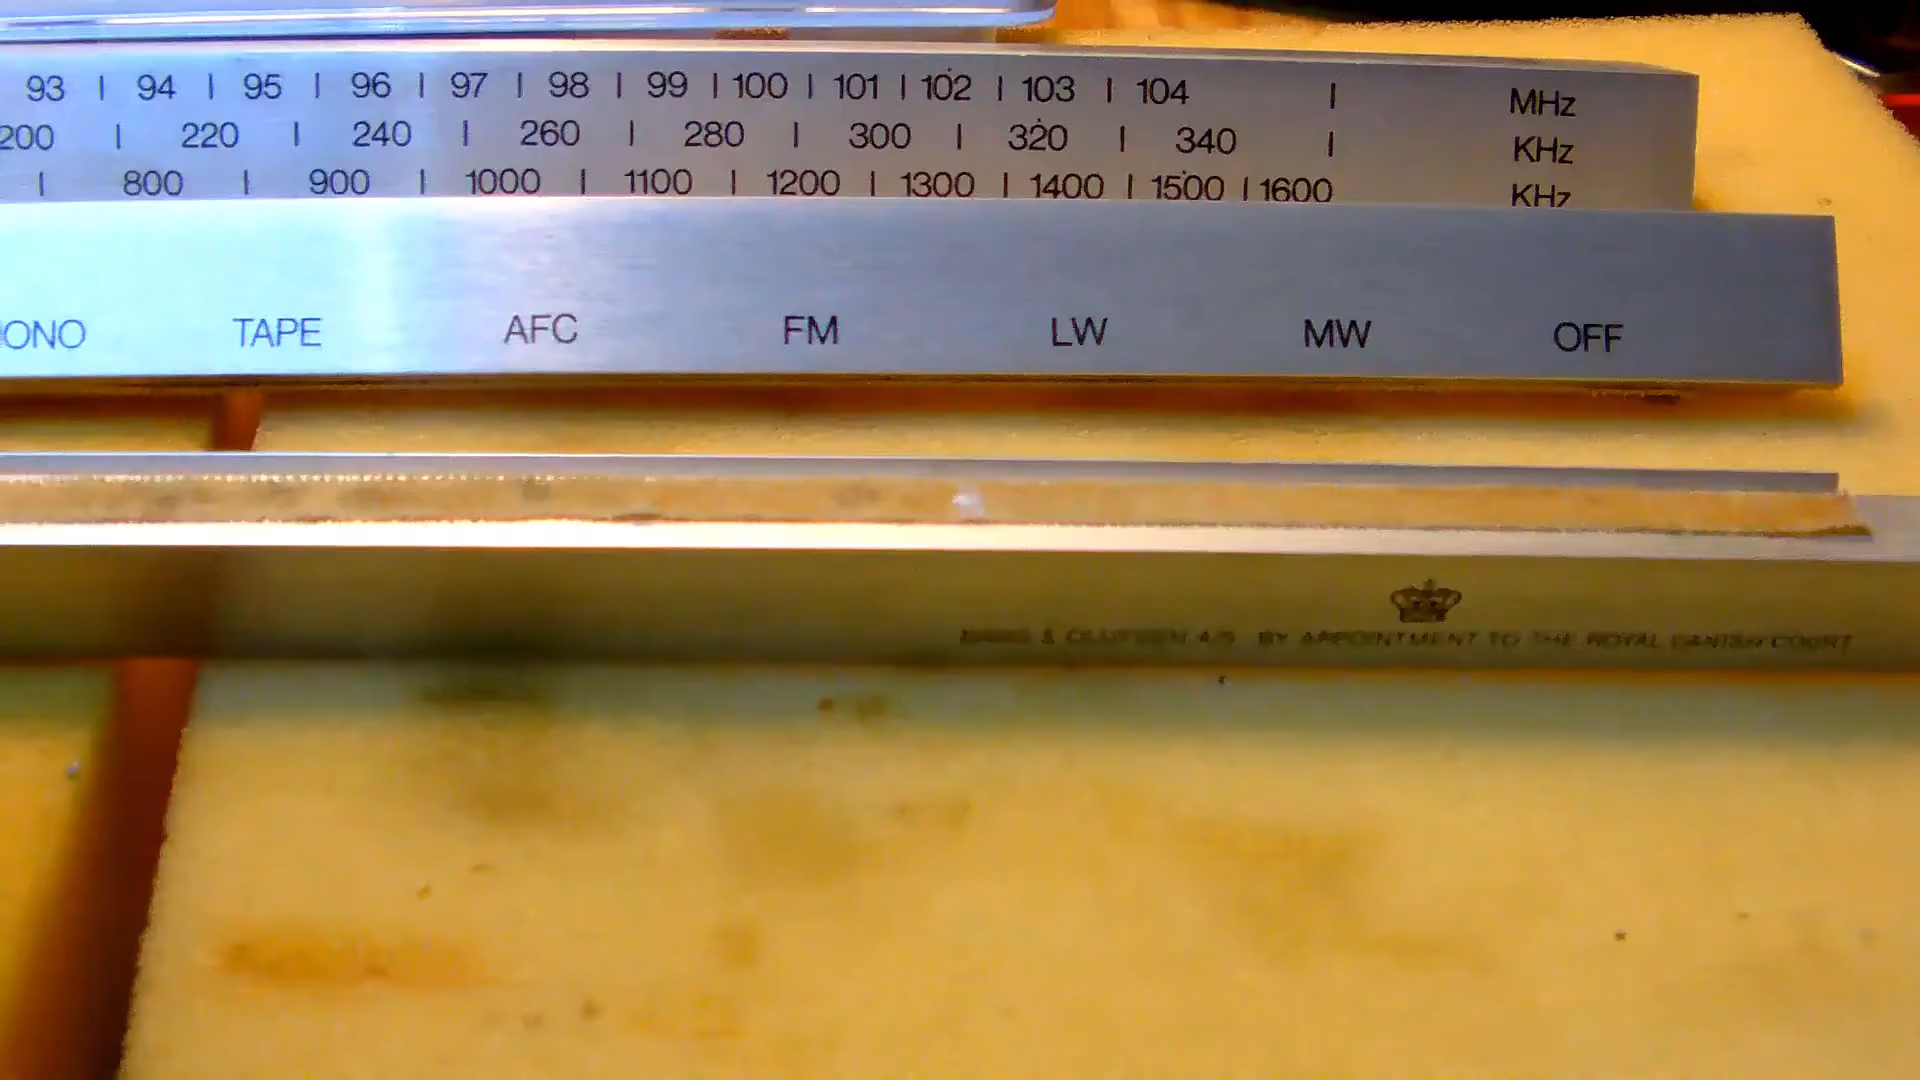 93 | 94 | 95 | 96 | 97 | 98 | 99 | 100 | 101 | 102 | 103 | 104 | MHz
200 | 220 | 240 | 260 | 280 | 300 | 320 | 340 | KHz
| 800 | 900 | 1000 | 1100 | 1200 | 1300 | 1400 | 1500 | 1600 KHz
ONO TAPE AFC FM LW MW OFF
BANG & OLUFSEN A/S BY APPOINTMENT TO THE ROYAL DANISH COURT